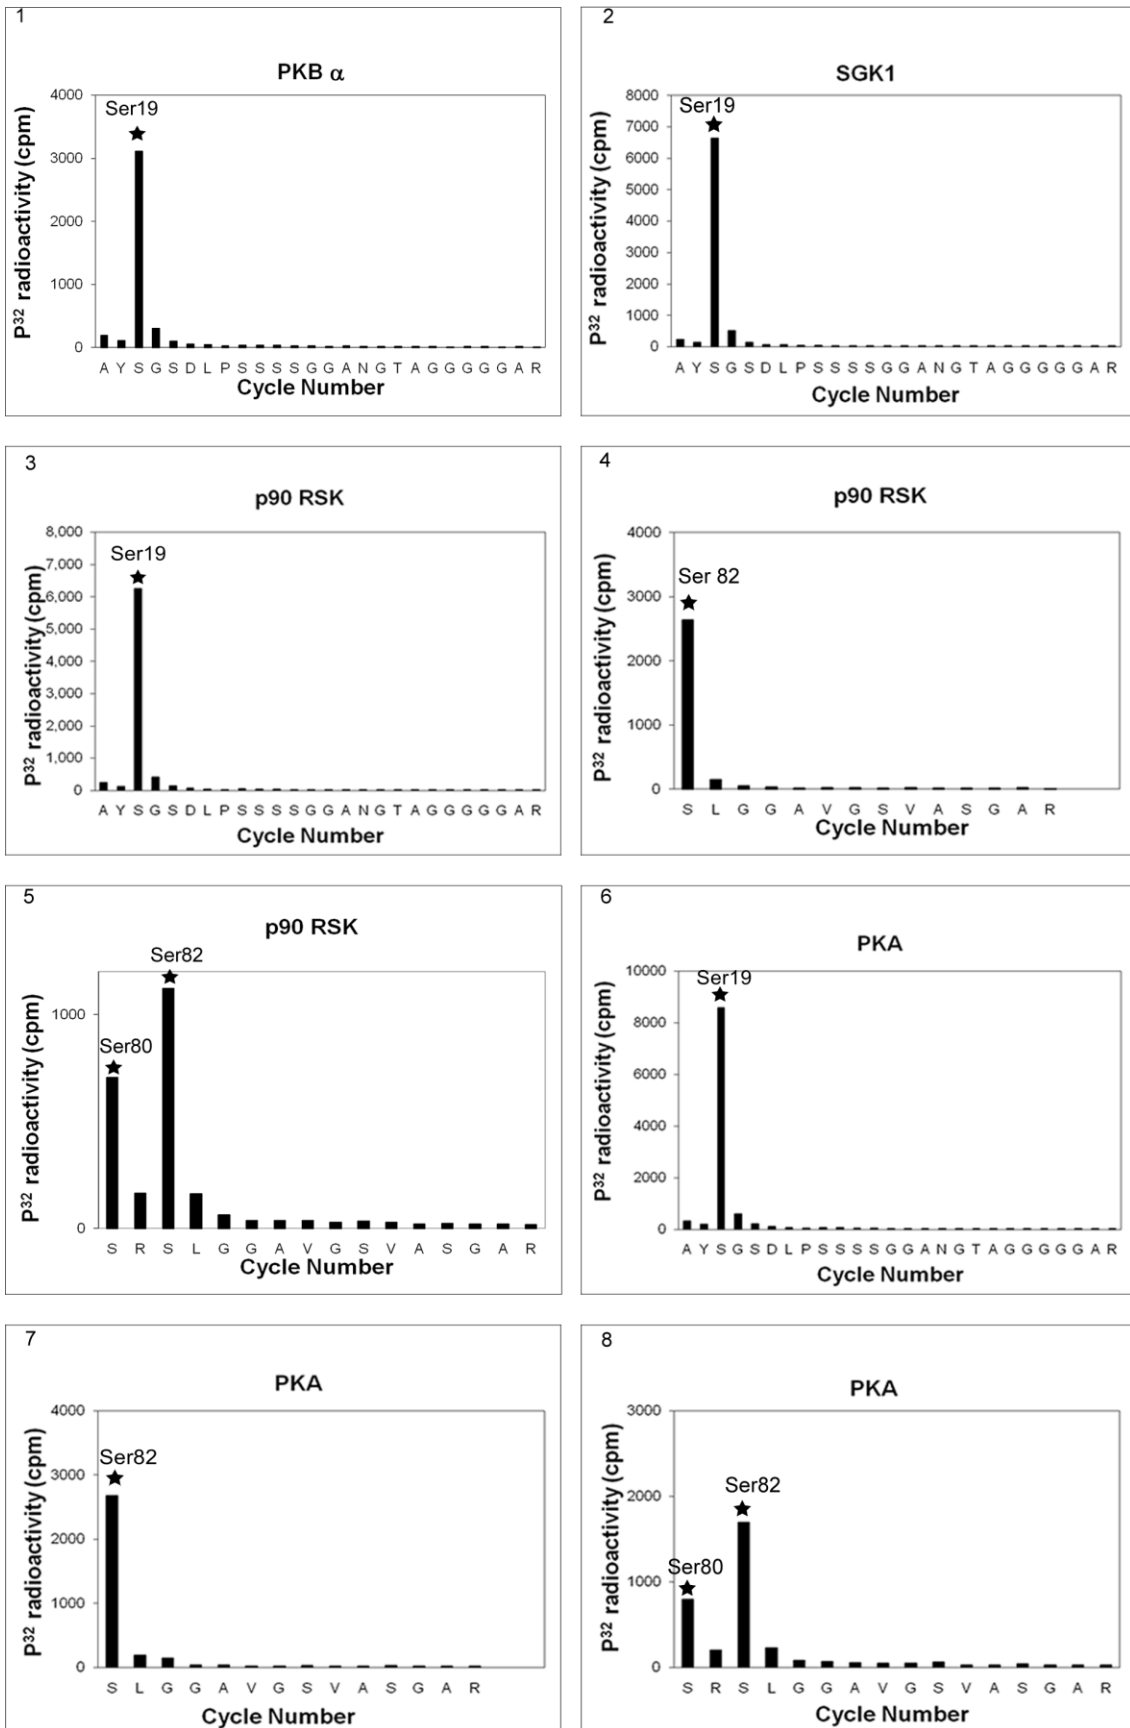 1
PKB α
P³² radioactivity (cpm)
4000
3000
2000
1000
0
Ser19
A Y S G S D L P S S S S G G A N G T A G G G G G A R
Cycle Number
2
SGK1
P³² radioactivity (cpm)
8000
7000
6000
5000
4000
3000
2000
1000
0
Ser19
A Y S G S D L P S S S S G G A N G T A G G G G G A R
Cycle Number
3
p90 RSK
P³² radioactivity (cpm)
8,000
7,000
6,000
5,000
4,000
3,000
2,000
1,000
0
Ser19
A Y S G S D L P S S S S G G A N G T A G G G G G A R
Cycle Number
4
p90 RSK
P³² radioactivity (cpm)
4000
3000
2000
1000
0
Ser 82
S L G G A V G S V A S G A R
Cycle Number
5
p90 RSK
P³² radioactivity (cpm)
1000
0
Ser80
Ser82
S R S L G G A V G S V A S G A R
Cycle Number
6
PKA
P³² radioactivity (cpm)
10000
8000
6000
4000
2000
0
Ser19
A Y S G S D L P S S S S G G A N G T A G G G G G A R
Cycle Number
7
PKA
P³² radioactivity (cpm)
4000
3000
2000
1000
0
Ser82
S L G G A V G S V A S G A R
Cycle Number
8
PKA
P³² radioactivity (cpm)
3000
2000
1000
0
Ser80
Ser82
S R S L G G A V G S V A S G A R
Cycle Number